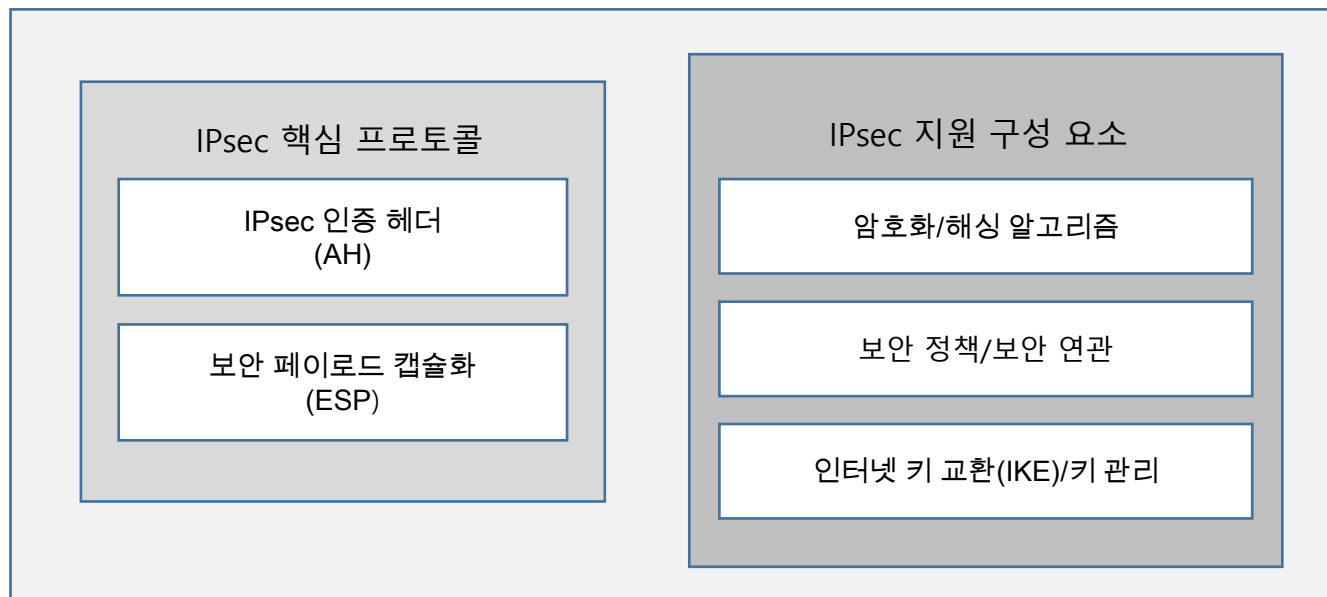 IPsec 핵심 프로토콜
IPsec 인증 헤더
(AH)
보안 페이로드 캡슐화
(ESP)
IPsec 지원 구성 요소
암호화/해싱 알고리즘
보안 정책/보안 연관
인터넷 키 교환(IKE)/키 관리